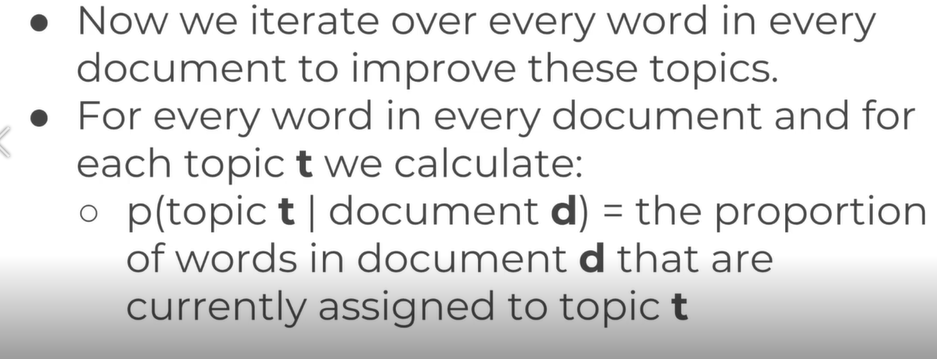 ● Now we iterate over every word in every
document to improve these topics.
● For every word in every document and for
each topic t we calculate:
○ p(topic t | document d) = the proportion
of words in document d that are
currently assigned to topic t